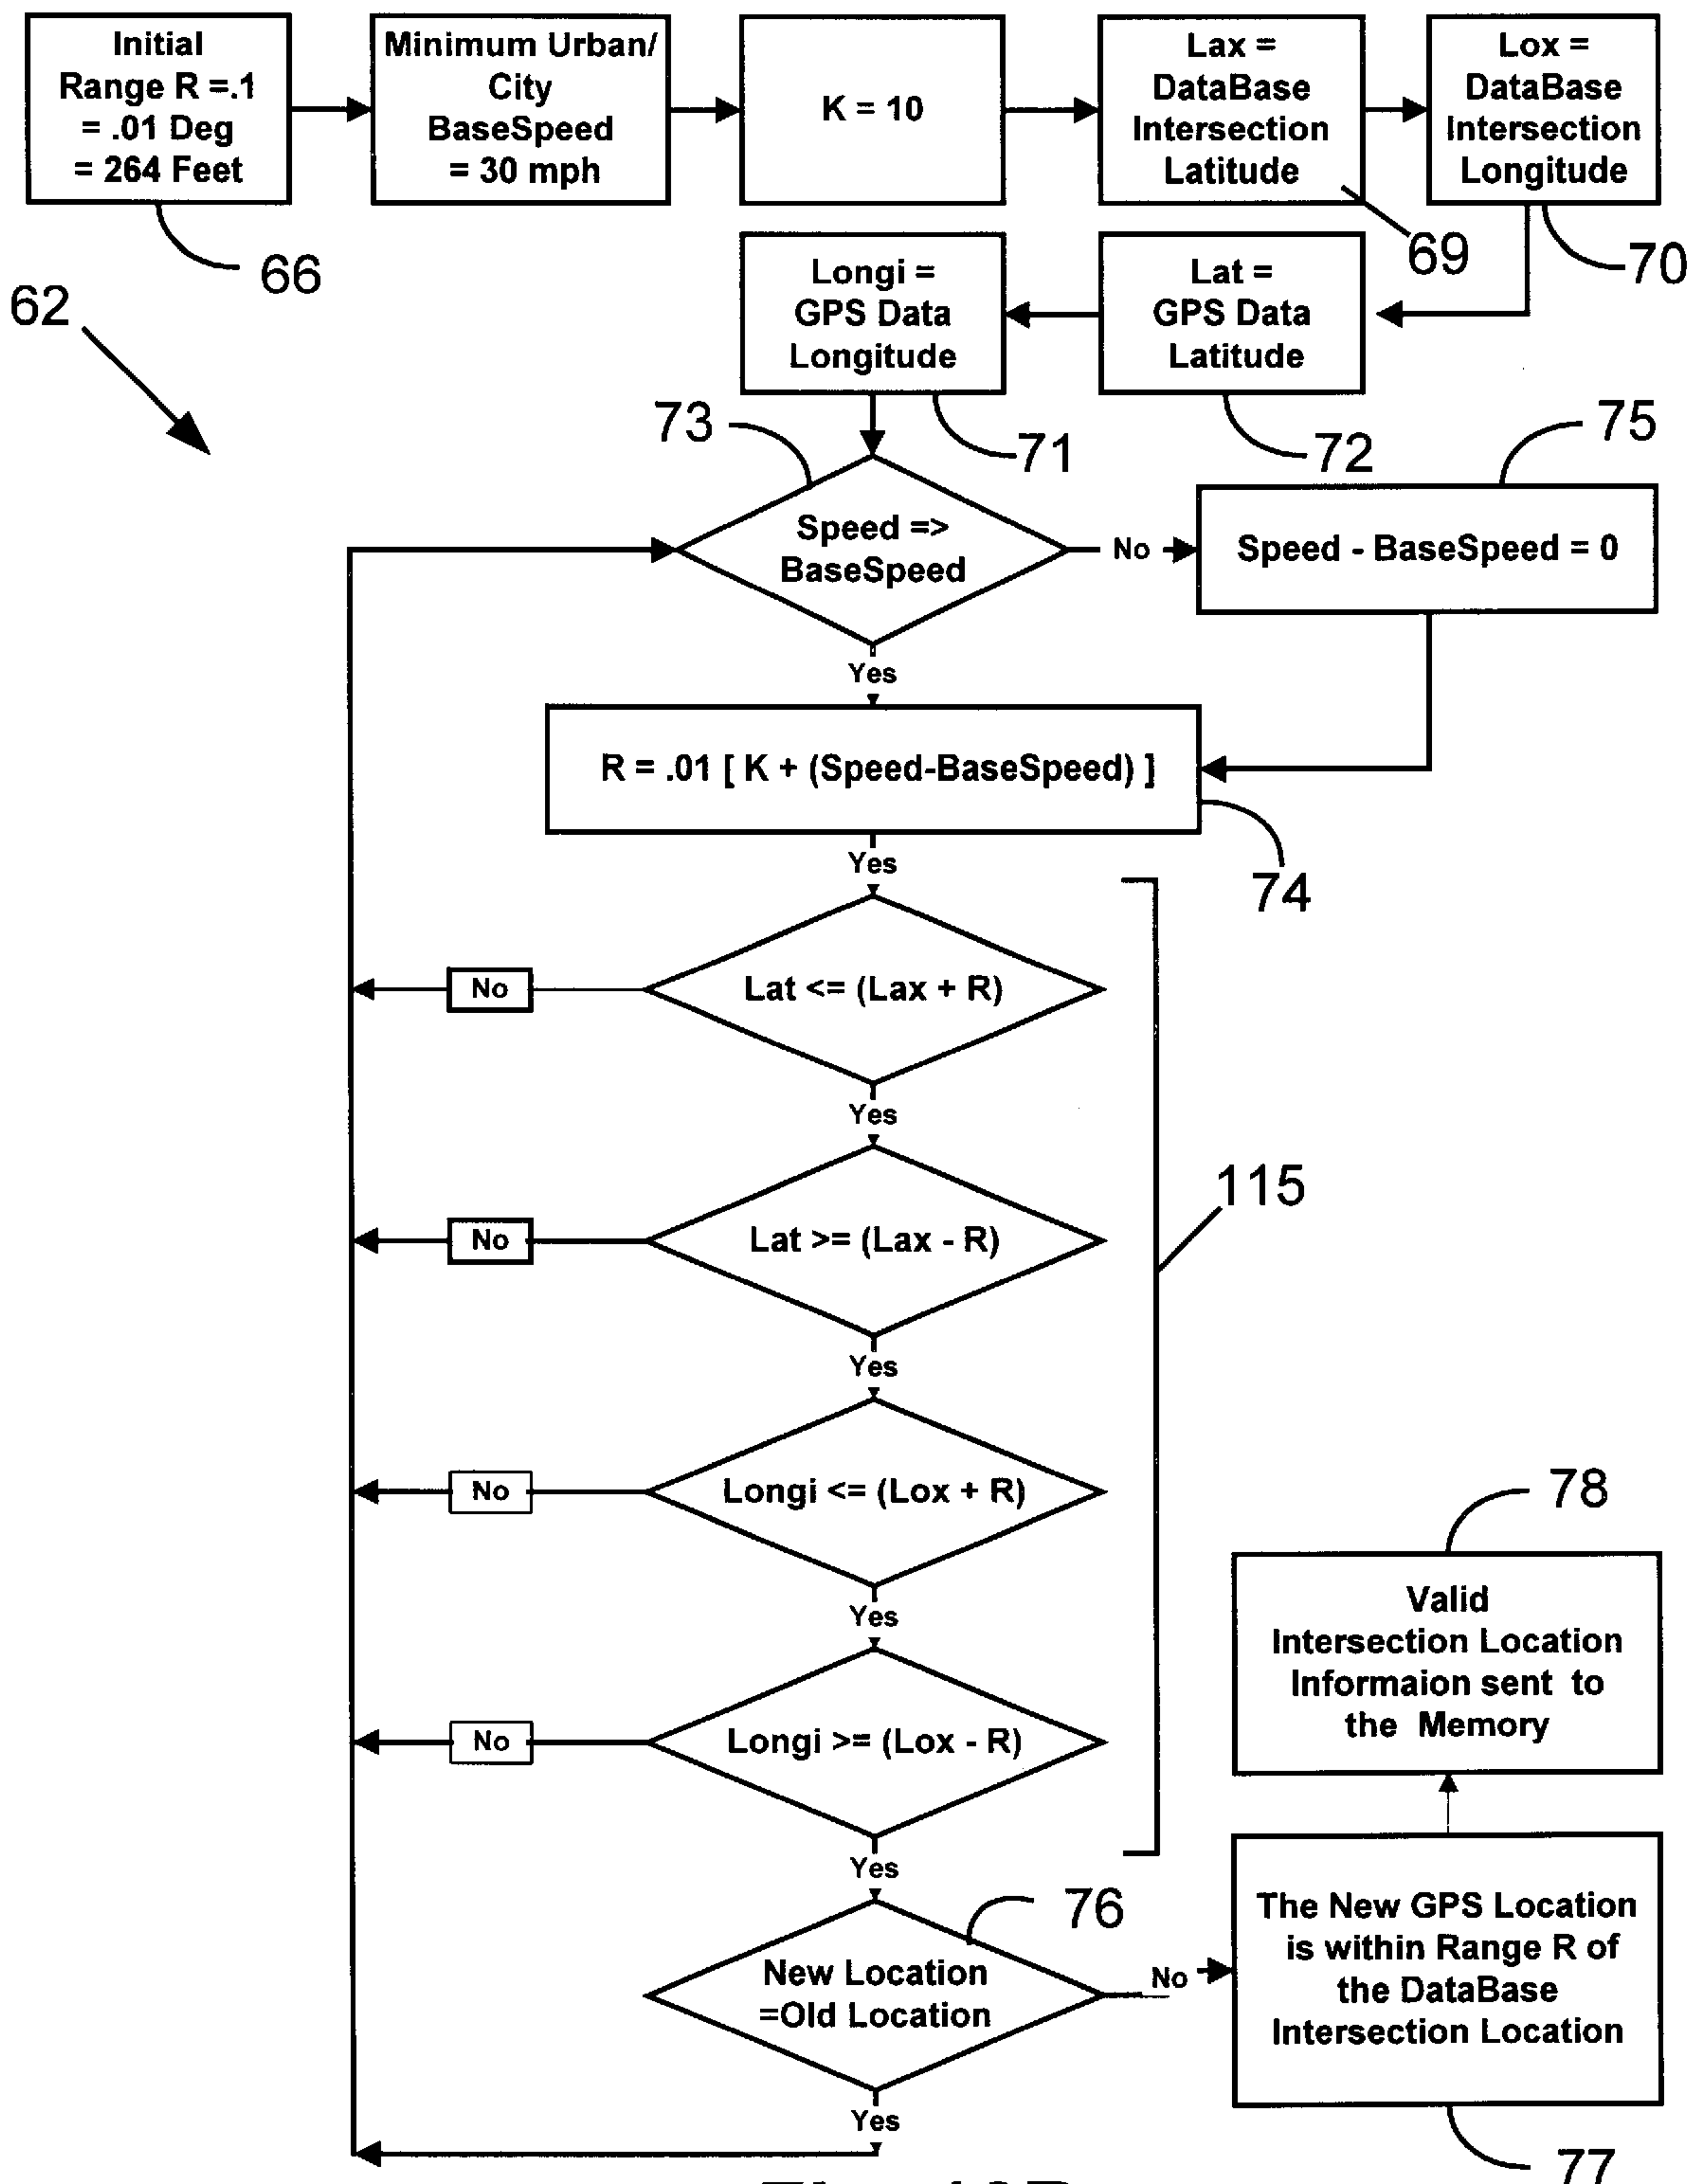 Initial
Range R =.1
= .01 Deg
= 264 Feet
Minimum Urban/
City
BaseSpeed
= 30 mph
K = 10
Lax =
DataBase
Intersection
Latitude
Lox =
DataBase
Intersection
Longitude
66
69
70
62
Longi =
GPS Data
Longitude
Lat =
GPS Data
Latitude
73
71
72
75
Speed =>
BaseSpeed
No
Speed - BaseSpeed = 0
Yes
R = .01 [ K + (Speed-BaseSpeed) ]
Yes
74
No
Lat <= (Lax + R)
Yes
No
Lat >= (Lax - R)
115
Yes
No
Longi <= (Lox + R)
Yes
No
Longi >= (Lox - R)
Yes
78
Valid
Intersection Location
Informaion sent to
the Memory
76
New Location
=Old Location
No
The New GPS Location
is within Range R of
the DataBase
Intersection Location
Yes
77